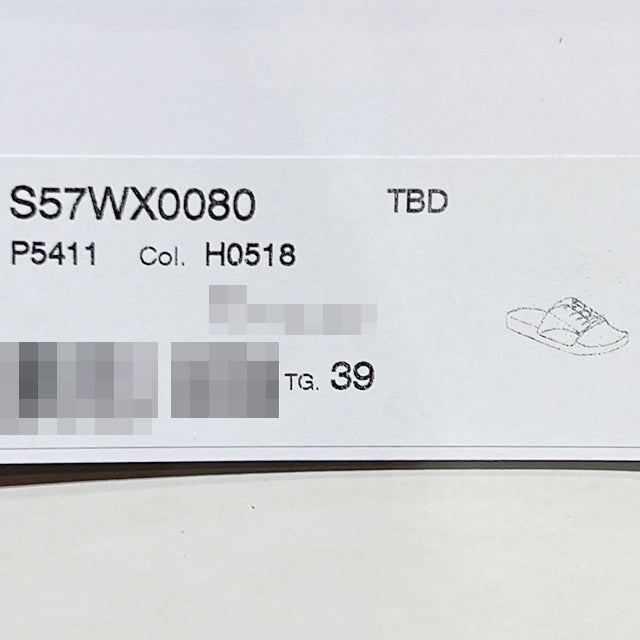 S57WX0080 TBD
P5411 Col. H0518
TG. 39